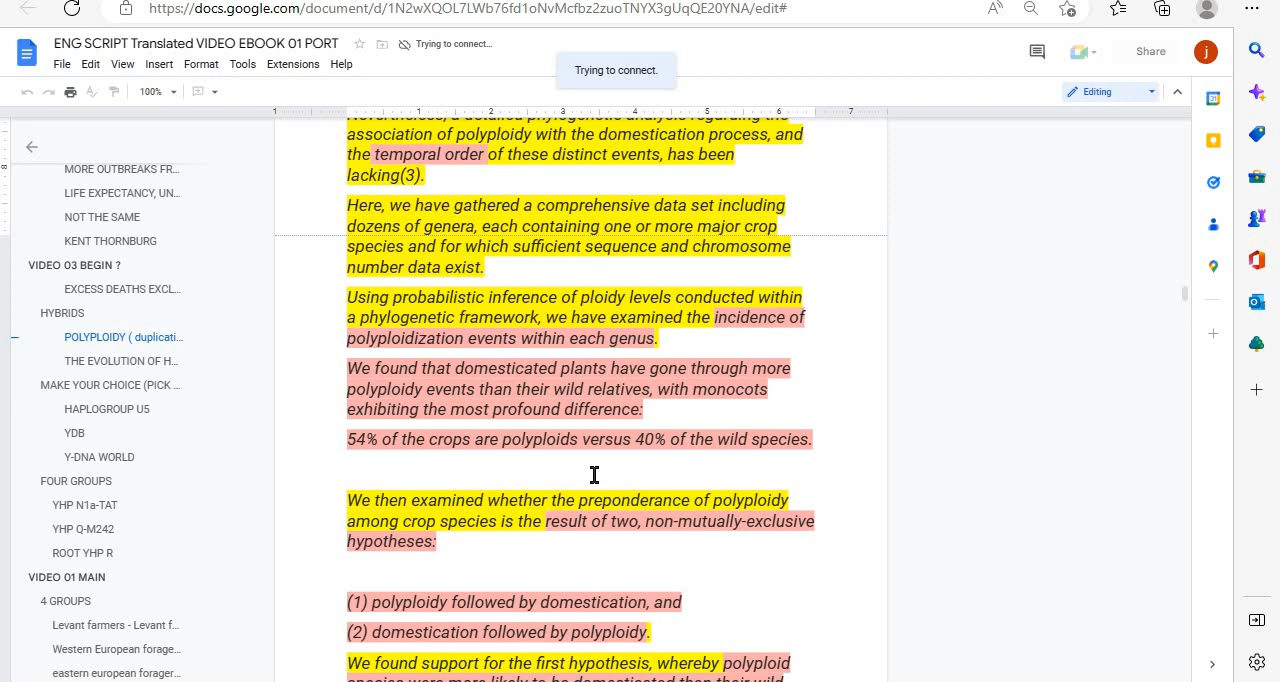 https://docs.google.com/document/d/1N2wXQOL7LWb76fd1oNvMcfbz2zuoTNYX3gUqQE20YNA/edit#
ENG SCRIPT Translated VIDEO EBOOK 01 PORT
Trying to connect...
File Edit View Insert Format Tools Extensions Help
Trying to connect.
Share
j
100%
Editing
1 1 2 3 4 5 6 7
MORE OUTBREAKS FR...
LIFE EXPECTANCY, UN...
NOT THE SAME
KENT THORNBURG
VIDEO 03 BEGIN ?
EXCESS DEATHS EXCL...
HYBRIDS
POLYPLOIDY ( duplicati...
THE EVOLUTION OF H...
MAKE YOUR CHOICE (PICK ...
HAPLOGROUP U5
YDB
Y-DNA WORLD
FOUR GROUPS
YHP N1a-TAT
YHP Q-M242
ROOT YHP R
VIDEO 01 MAIN
4 GROUPS
Levant farmers - Levant f...
Western European forage...
eastern european forager...
association of polyploidy with the domestication process, and
the temporal order of these distinct events, has been
lacking(3).
Here, we have gathered a comprehensive data set including
dozens of genera, each containing one or more major crop
species and for which sufficient sequence and chromosome
number data exist.
Using probabilistic inference of ploidy levels conducted within
a phylogenetic framework, we have examined the incidence of
polyploidization events within each genus.
We found that domesticated plants have gone through more
polyploidy events than their wild relatives, with monocots
exhibiting the most profound difference:
54% of the crops are polyploids versus 40% of the wild species.
We then examined whether the preponderance of polyploidy
among crop species is the result of two, non-mutually-exclusive
hypotheses:
(1) polyploidy followed by domestication, and
(2) domestication followed by polyploidy.
We found support for the first hypothesis, whereby polyploid